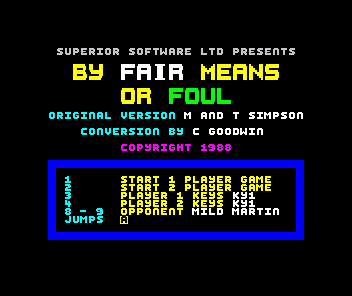 SUPERIOR SOFTWARE LTD PRESENTS
BY FAIR MEANS
OR FOUL
ORIGINAL VERSION M AND T SIMPSON
CONVERSION BY C GOODWIN
COPYRIGHT 1988
1 START 1 PLAYER GAME
2 START 2 PLAYER GAME
3 PLAYER 1 KEYS KY1
4 PLAYER 2 KEYS KY1
8 - 9 OPPONENT MILD MARTIN
JUMPS